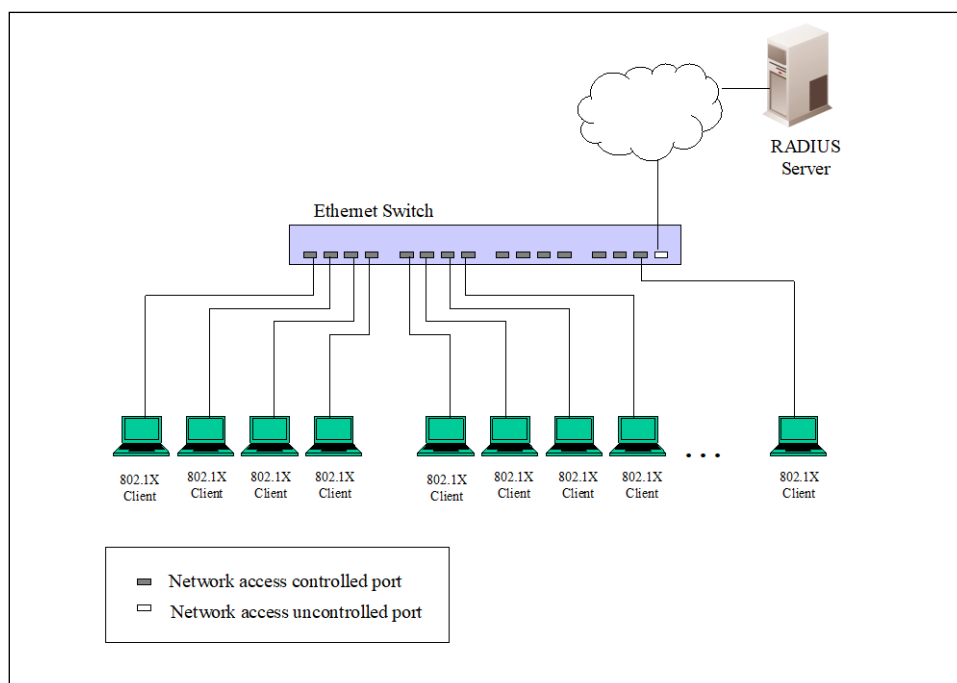 RADIUS
Server
Ethernet Switch
802.1X
Client
802.1X
Client
802.1X
Client
802.1X
Client
802.1X
Client
802.1X
Client
802.1X
Client
802.1X
Client
...
802.1X
Client
Network access controlled port
Network access uncontrolled port